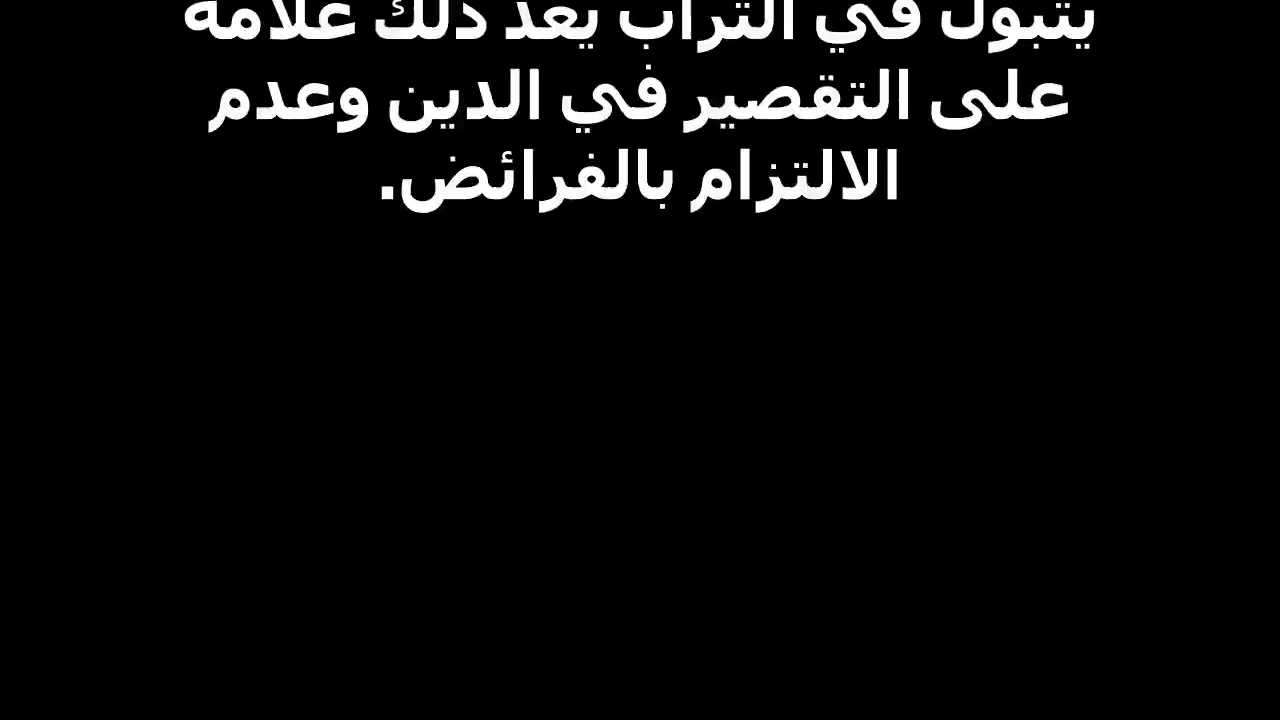 يتبول في التراب يعد ذلك علامة
على التقصير في الدين وعدم
الالتزام بالفرائض.